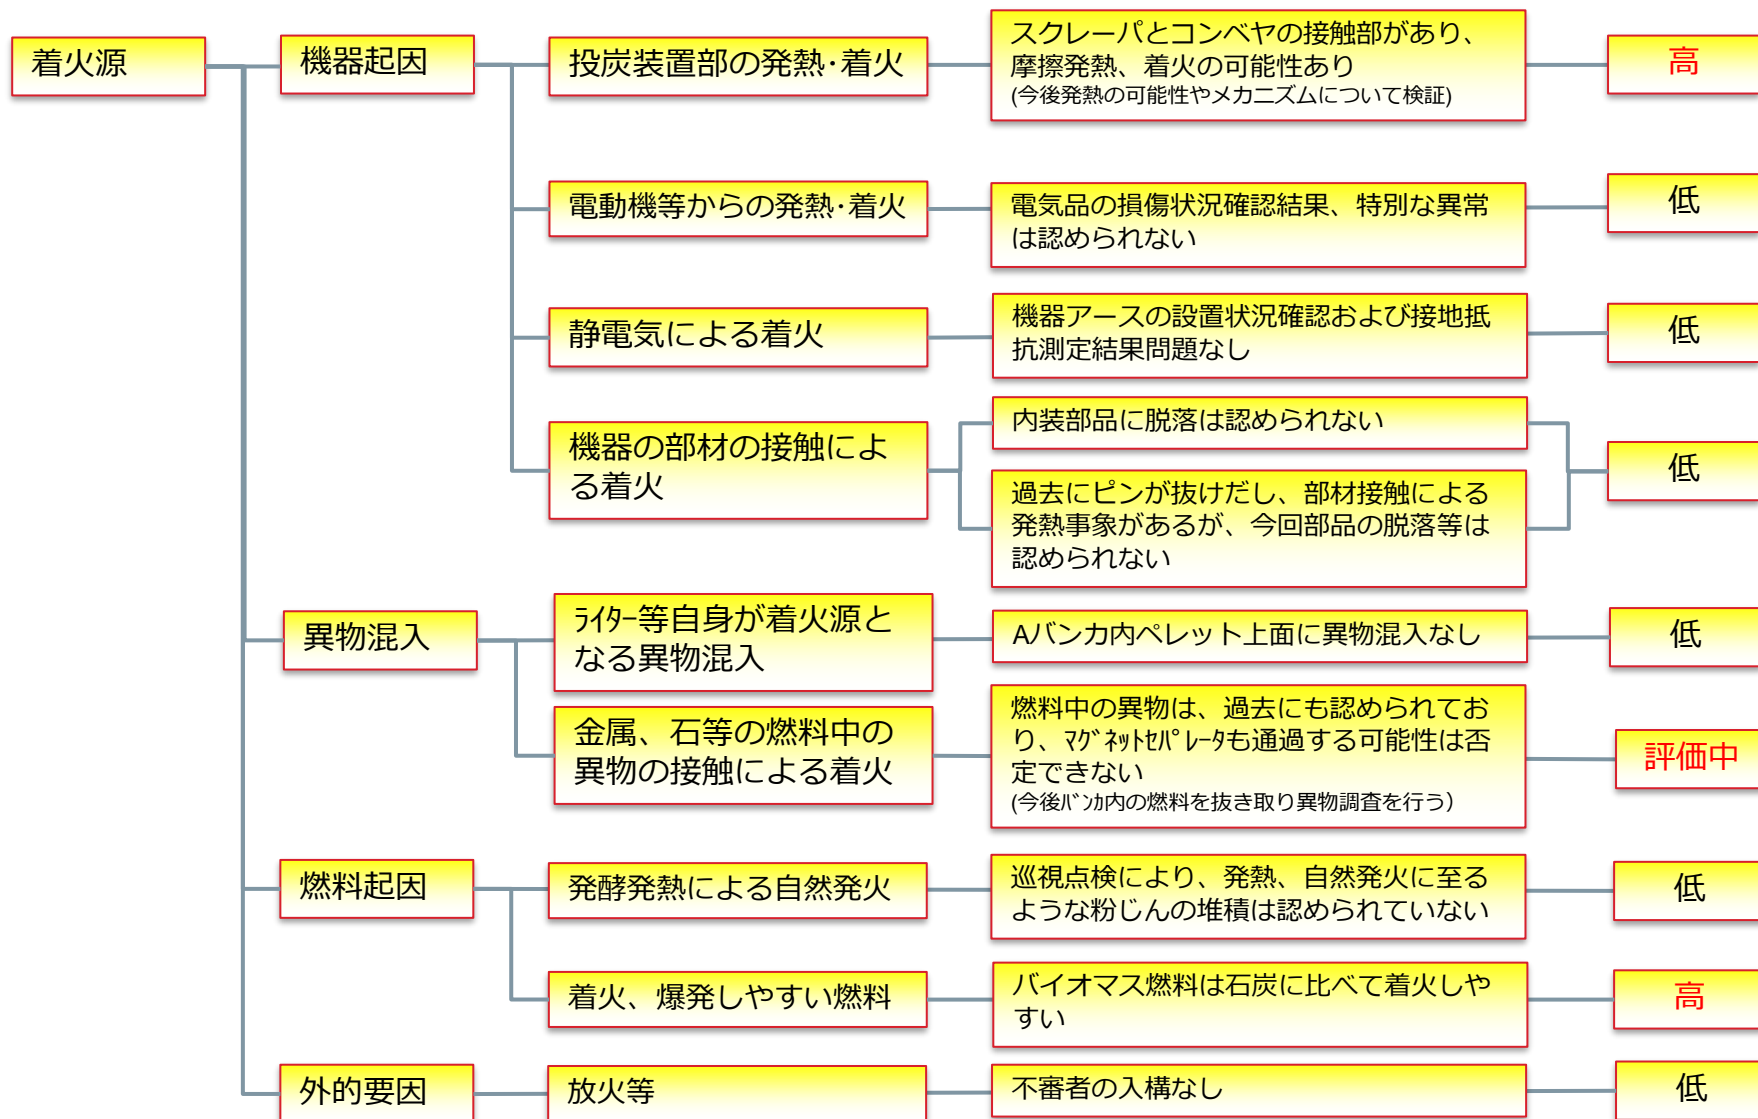 着火源
機器起因
投炭装置部の発熱･着火
スクレーパとコンベヤの接触部があり、
摩擦発熱、着火の可能性あり
(今後発熱の可能性やメカニズムについて検証)
高
電動機等からの発熱･着火
電気品の損傷状況確認結果、特別な異常
は認められない
低
静電気による着火
機器アースの設置状況確認および接地抵
抗測定結果問題なし
低
機器の部材の接触によ
る着火
内装部品に脱落は認められない
過去にピンが抜けだし、部材接触による
発熱事象があるが、今回部品の脱落等は
認められない
低
異物混入
ﾗｲﾀｰ等自身が着火源と
なる異物混入
Aバンカ内ペレット上面に異物混入なし
低
金属、石等の燃料中の
異物の接触による着火
燃料中の異物は、過去にも認められてお
り、ﾏｸﾞﾈｯﾄｾﾊﾟﾚｰﾀも通過する可能性は否
定できない
(今後ﾊﾞﾝｶ内の燃料を抜き取り異物調査を行う）
評価中
燃料起因
発酵発熱による自然発火
巡視点検により、発熱、自然発火に至る
ような粉じんの堆積は認められていない
低
着火、爆発しやすい燃料
バイオマス燃料は石炭に比べて着火しや
すい
高
外的要因
放火等
不審者の入構なし
低